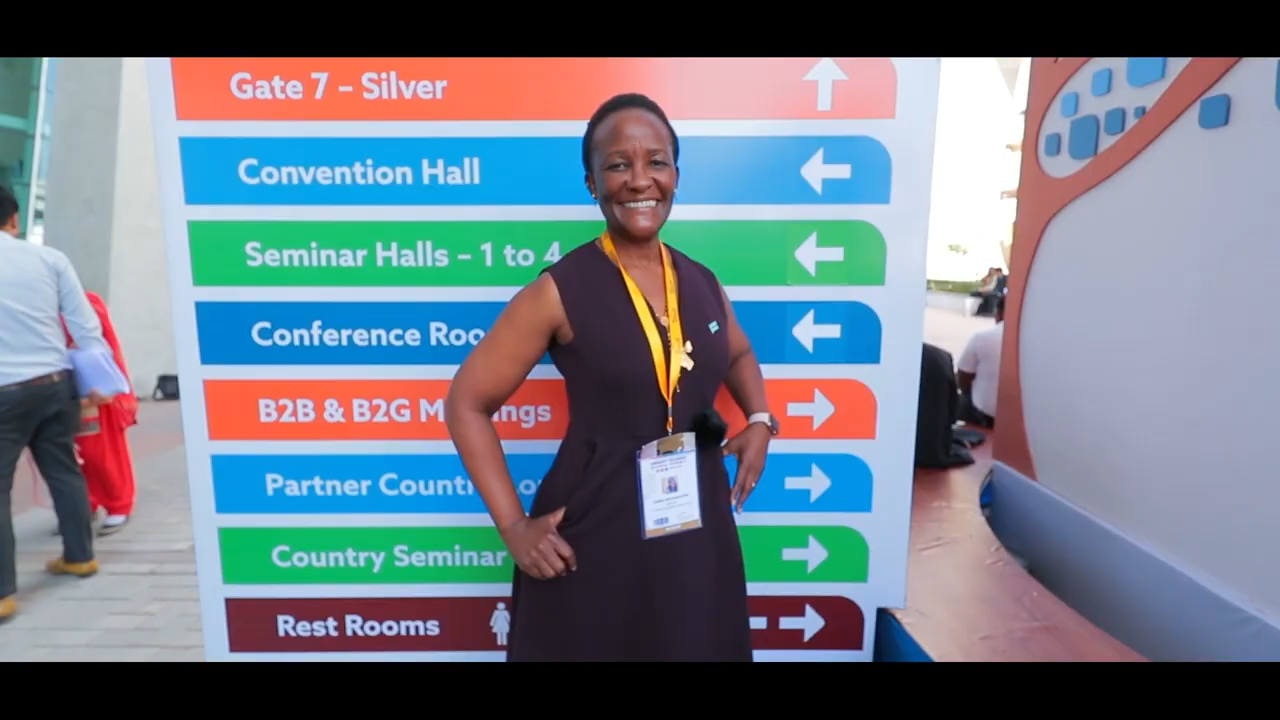 Gate 7 – Silver
Convention Hall
Seminar Halls – 1 to 4
Conference Roo
B2B & B2G M ings
Partner Countr
Country Seminar
Rest Rooms